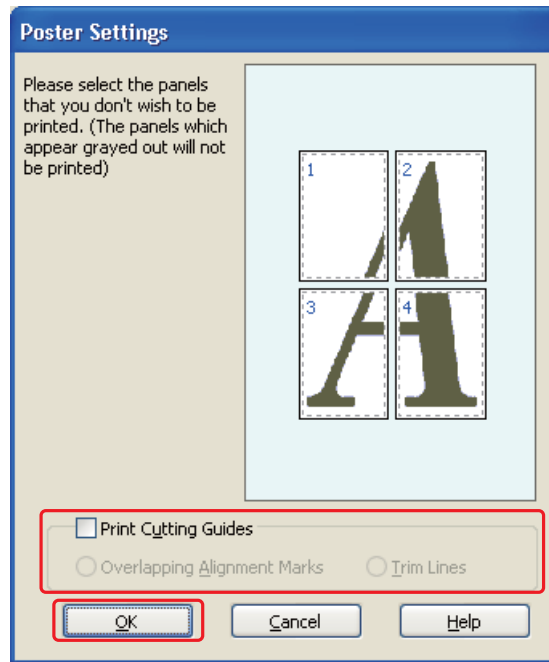 Poster Settings
Please select the panels
that you don't wish to be
printed. (The panels which
appear grayed out will not
be printed)
1 2
3 4
Print Cutting Guides
Overlapping Alignment Marks Trim Lines
OK Cancel Help